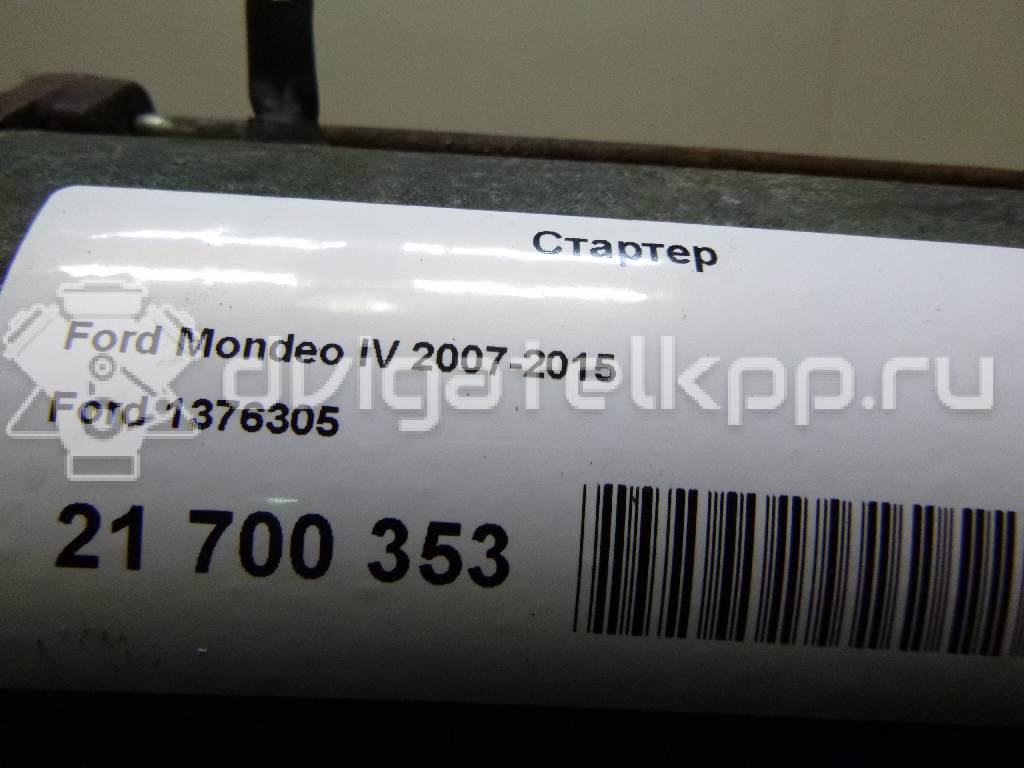 Стартер
Ford Mondeo IV 2007-2015
dvigatelkpp.ru
Ford 1376305
21 700 353